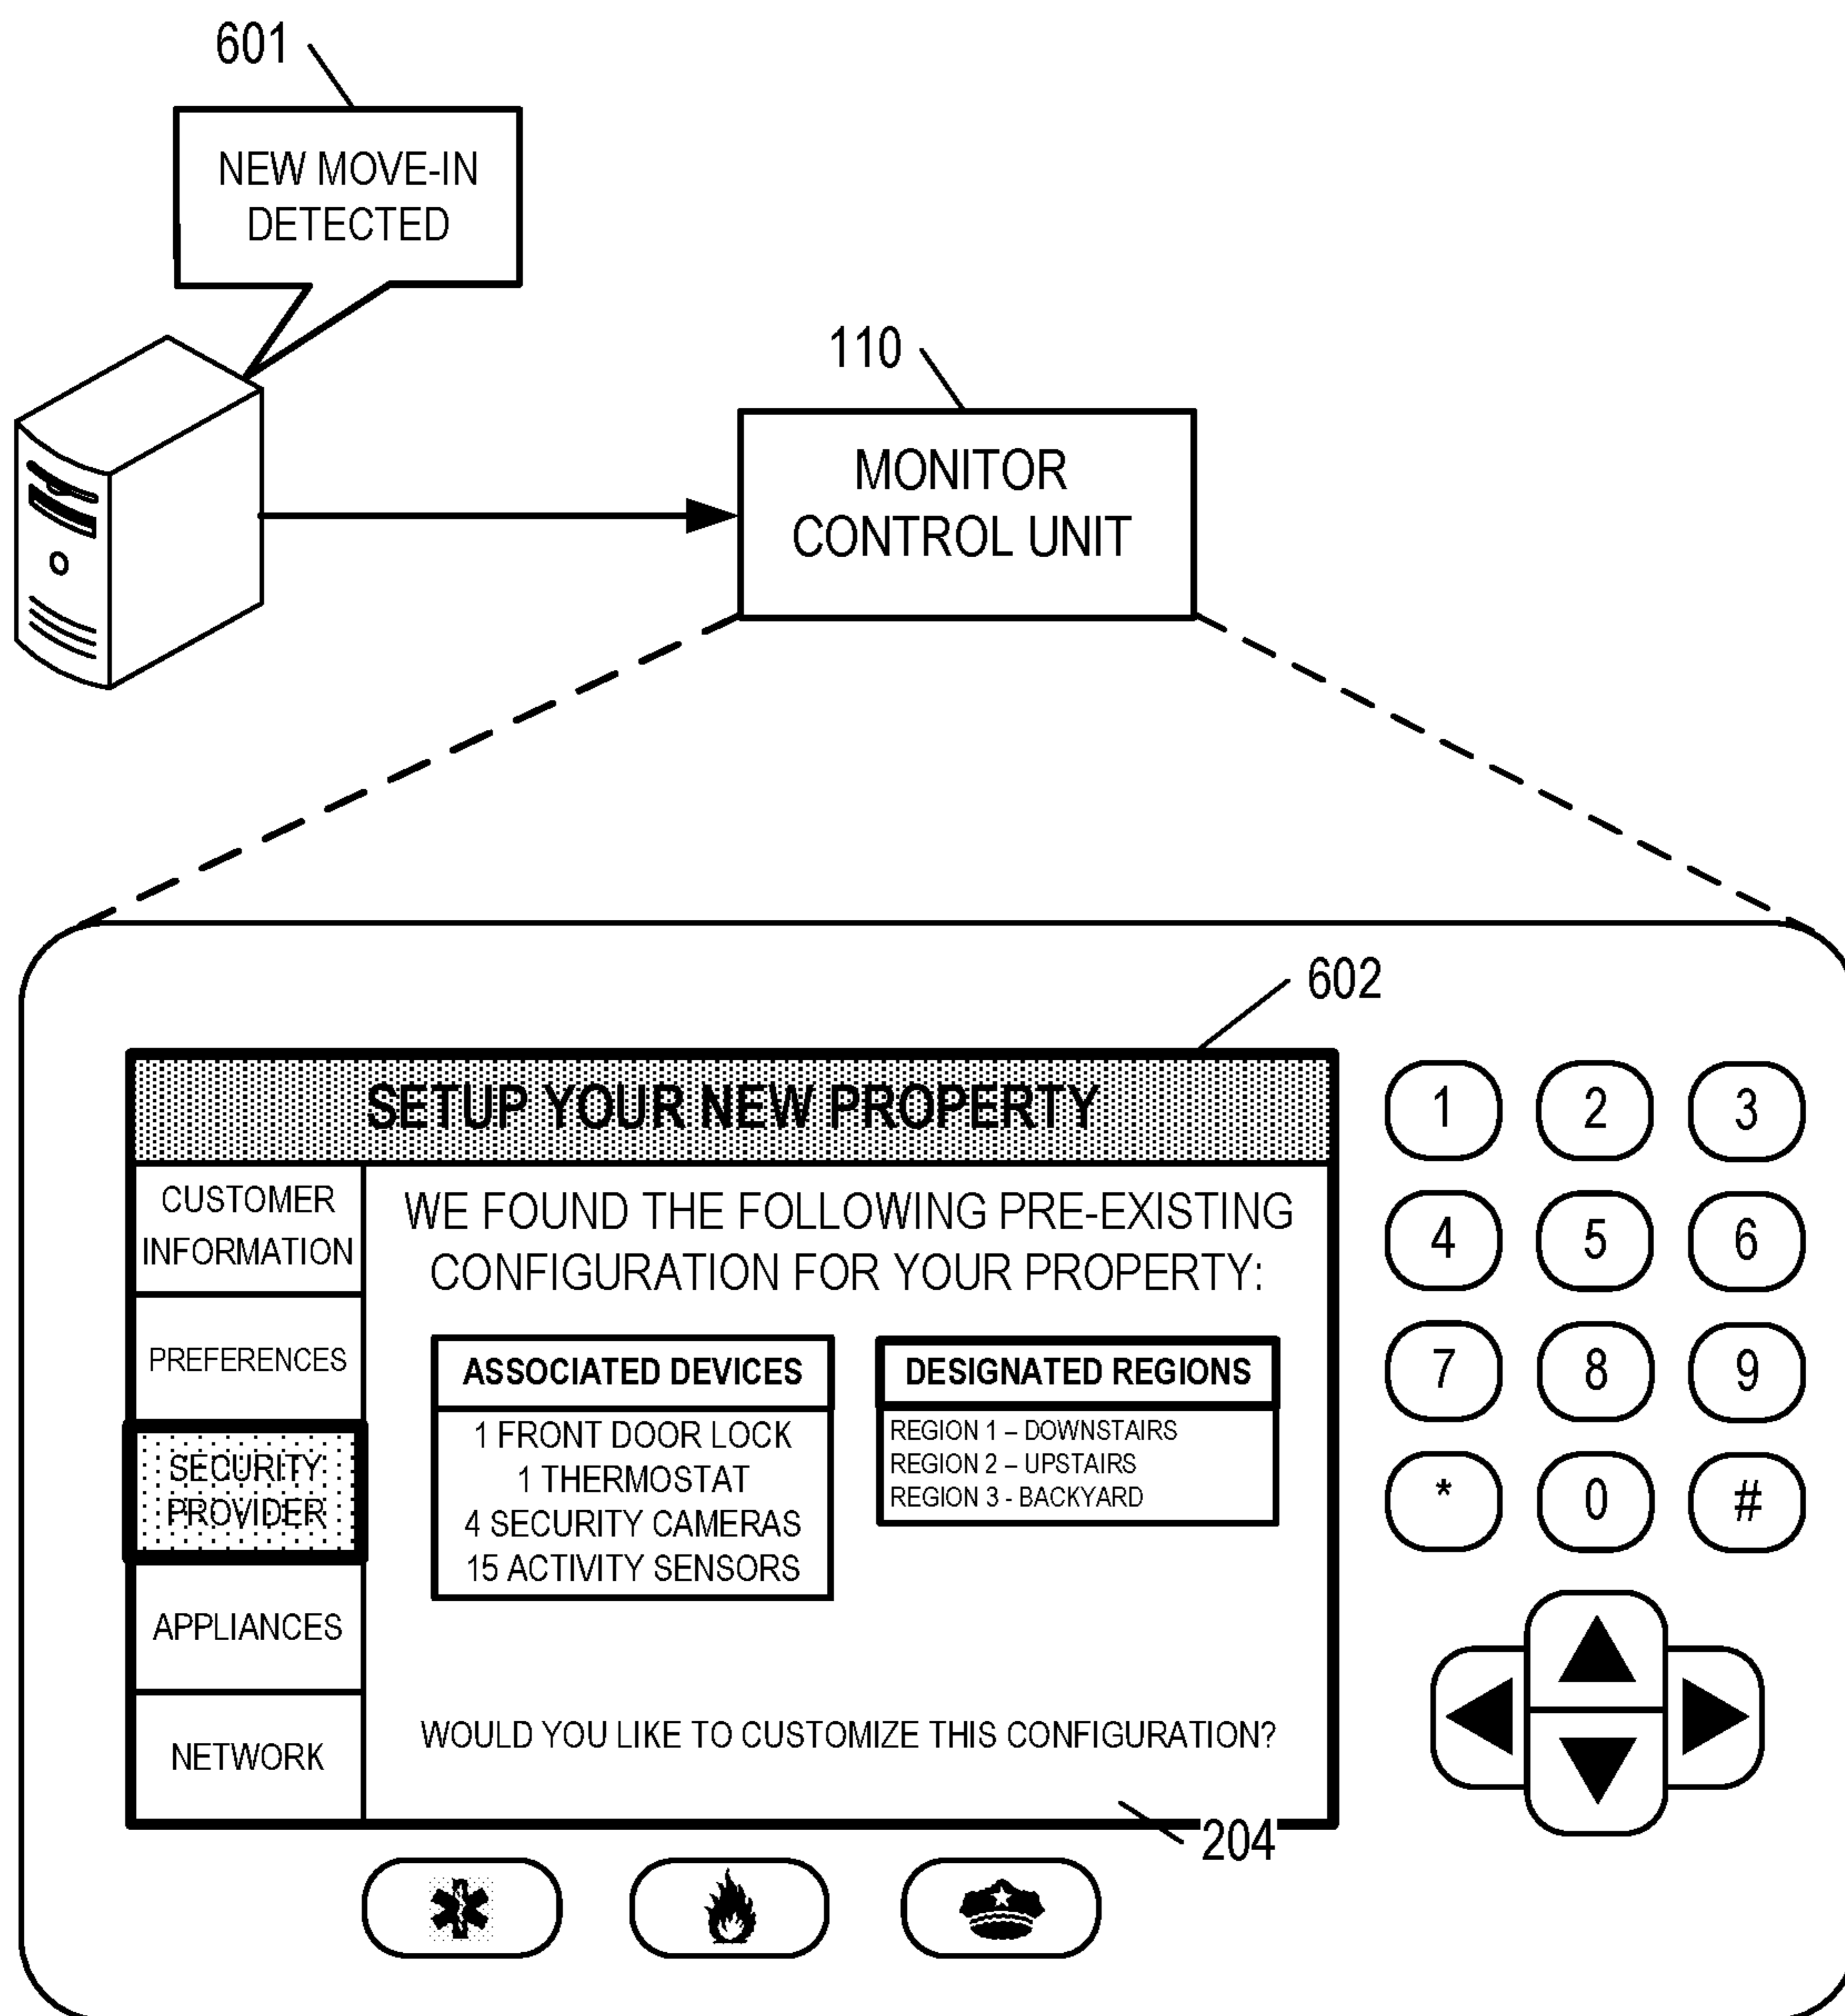 601
NEW MOVE-IN
DETECTED
110
MONITOR
CONTROL UNIT
602
SETUP YOUR NEW PROPERTY
CUSTOMER
INFORMATION
PREFERENCES
SECURITY
PROVIDER
APPLIANCES
NETWORK
WE FOUND THE FOLLOWING PRE-EXISTING
CONFIGURATION FOR YOUR PROPERTY:
ASSOCIATED DEVICES
1 FRONT DOOR LOCK
1 THERMOSTAT
4 SECURITY CAMERAS
15 ACTIVITY SENSORS
DESIGNATED REGIONS
REGION 1 – DOWNSTAIRS
REGION 2 – UPSTAIRS
REGION 3 - BACKYARD
WOULD YOU LIKE TO CUSTOMIZE THIS CONFIGURATION?
204
1 2 3
4 5 6
7 8 9
* 0 #